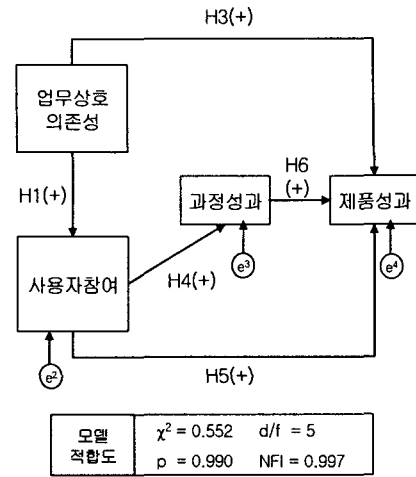 H3(+)
업무상호
의존성
H1(+)
과정성과
H6
(+)
제품성과
사용자참여
H4(+)
e³
e⁴
e²
H5(+)
모델
적합도
χ² = 0.552 d/f = 5
p = 0.990 NFI = 0.997